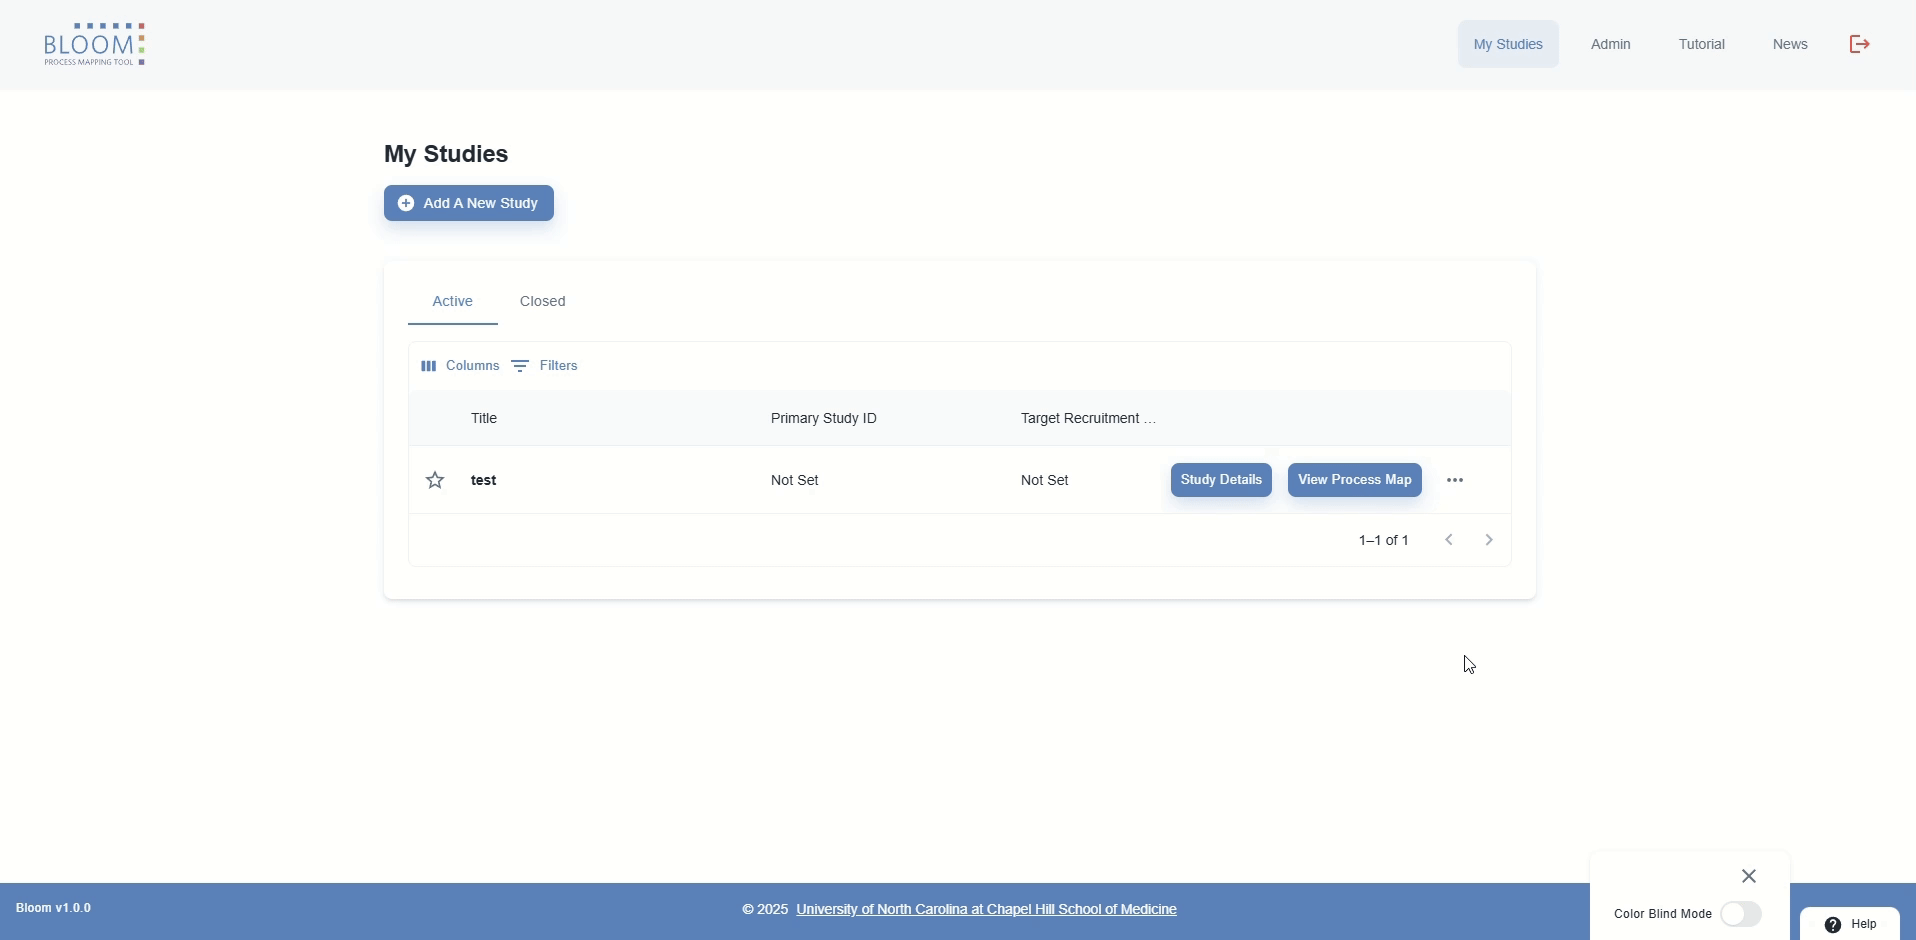 BLOOM
PROCESS MAPPING TOOL
My Studies
Admin
Tutorial
News
My Studies
Add A New Study
Active
Closed
Columns
Filters
Title
Primary Study ID
Target Recruitment ...
test
Not Set
Not Set
Study Details
View Process Map
1–1 of 1
Color Blind Mode
Bloom v1.0.0
© 2025 University of North Carolina at Chapel Hill School of Medicine
Help